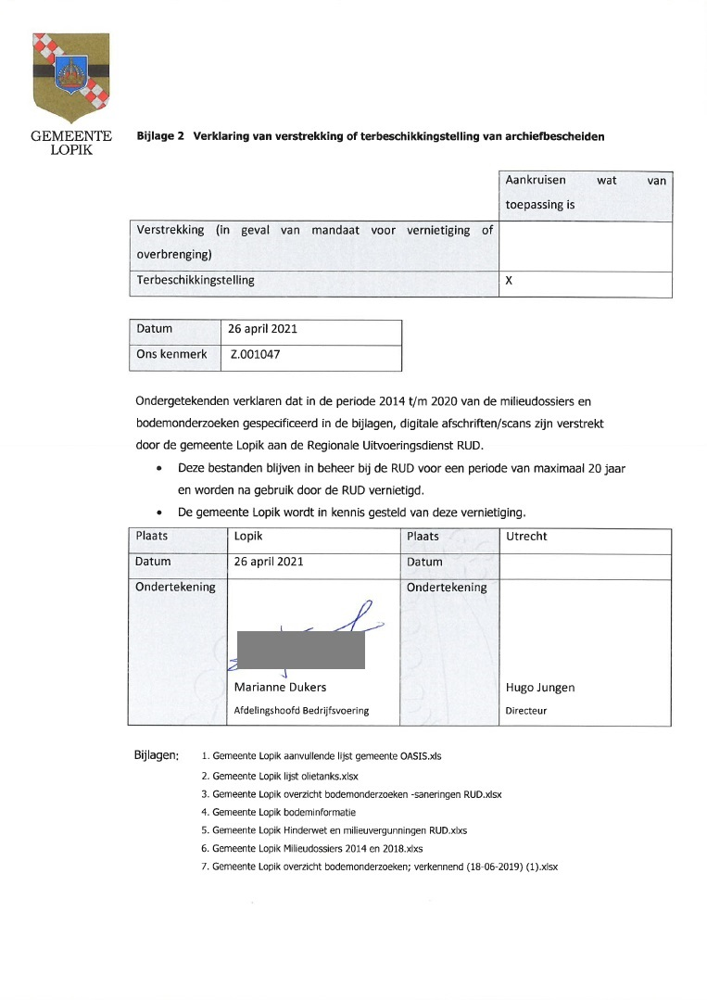 GEMEENTE
LOPIK
Bijlage 2 Verklaring van verstrekking of terbeschikkingstelling van archiefbescheiden
Aankruisen wat van
toepassing is
Verstrekking (in geval van mandaat voor vernietiging of
overbrenging)
Terbeschikkingstelling X
Datum 26 april 2021
Ons kenmerk Z.001047
Ondergetekenden verklaren dat in de periode 2014 t/m 2020 van de milieudossiers en
bodemonderzoeken gespecificeerd in de bijlagen, digitale afschriften/scans zijn verstrekt
door de gemeente Lopik aan de Regionale Uitvoeringsdienst RUD.
• Deze bestanden blijven in beheer bij de RUD voor een periode van maximaal 20 jaar
en worden na gebruik door de RUD vernietigd.
• De gemeente Lopik wordt in kennis gesteld van deze vernietiging.
Plaats Lopik Plaats Utrecht
Datum 26 april 2021 Datum
Ondertekening Ondertekening
Marianne Dukers Hugo Jungen
Afdelingshoofd Bedrijfsvoering Directeur
Bijlagen: 1. Gemeente Lopik aanvullende lijst gemeente OASIS.xls
2. Gemeente Lopik lijst olietanks.xlsx
3. Gemeente Lopik overzicht bodemonderzoeken -saneringen RUD.xlsx
4. Gemeente Lopik bodeminformatie
5. Gemeente Lopik Hinderwet en milieuvergunningen RUD.xlxs
6. Gemeente Lopik Milieudossiers 2014 en 2018.xlxs
7. Gemeente Lopik overzicht bodemonderzoeken; verkennend (18-06-2019) (1).xlsx